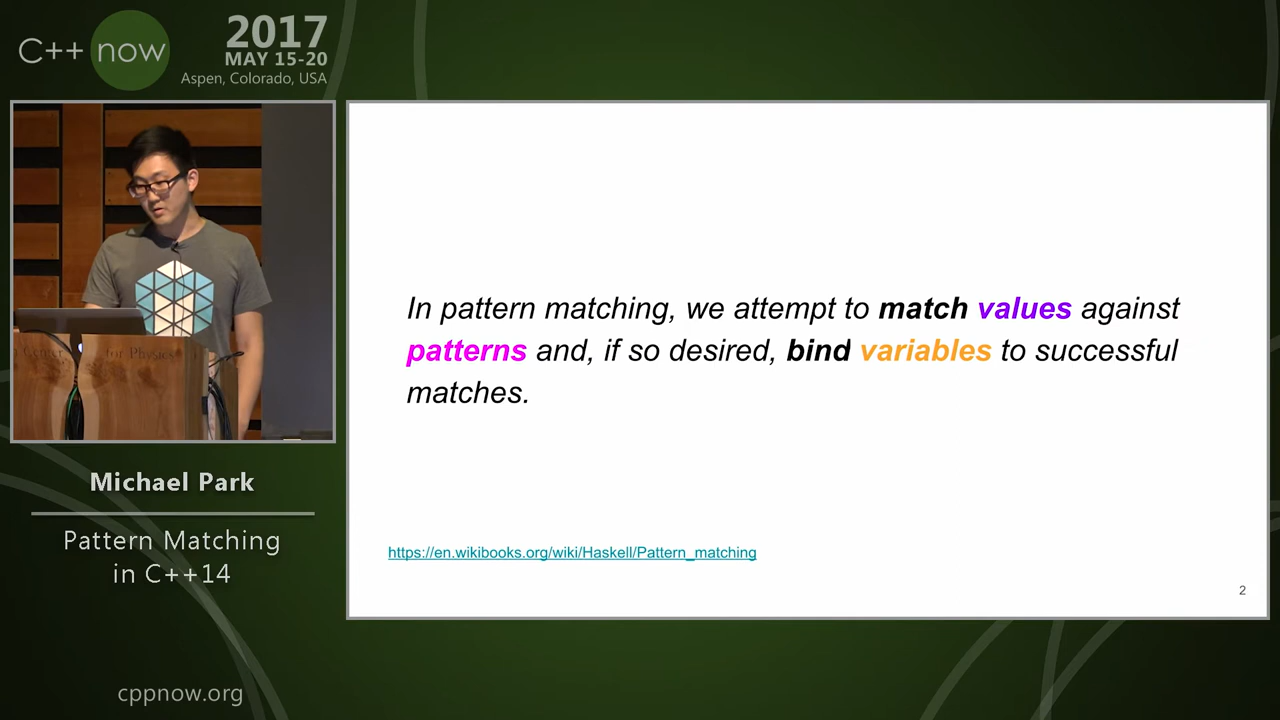 C++ now
2017
MAY 15-20
Aspen, Colorado, USA
for Physics
Michael Park
Pattern Matching
in C++14
cppnow.org
In pattern matching, we attempt to match values against
patterns and, if so desired, bind variables to successful
matches.
https://en.wikibooks.org/wiki/Haskell/Pattern_matching
2